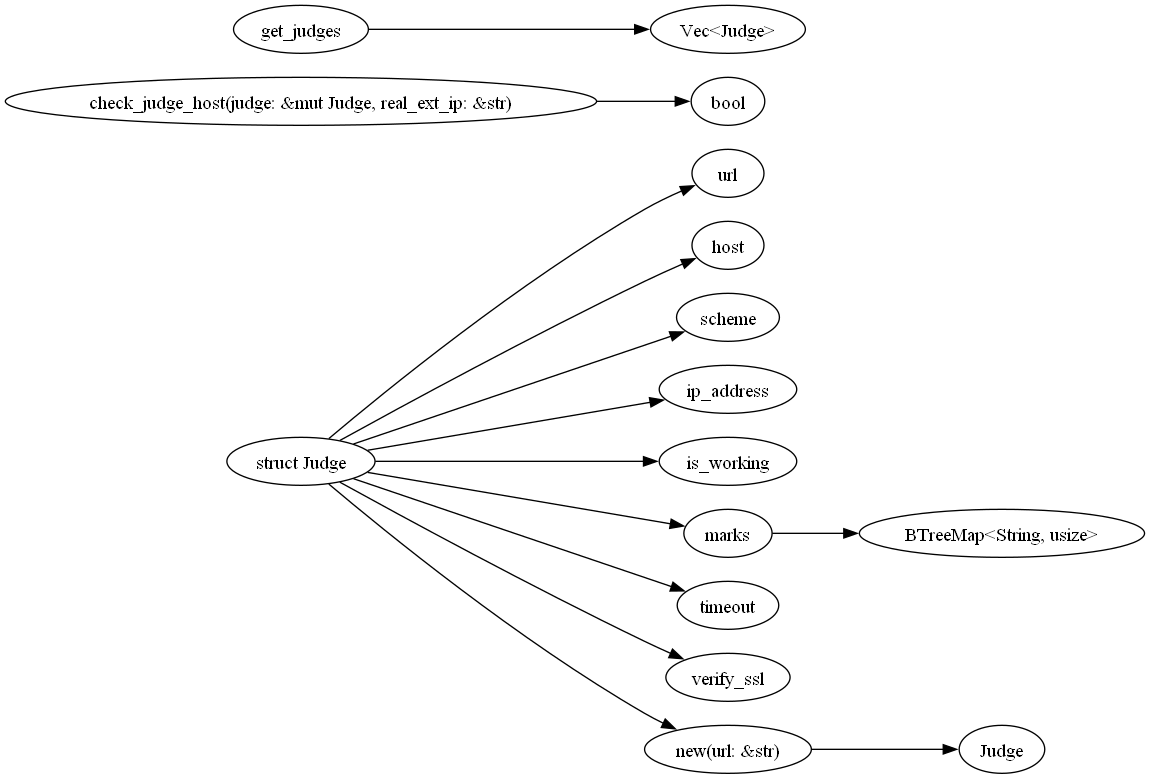 get_judges
Vec<Judge>
check_judge_host(judge: &mut Judge, real_ext_ip: &str)
bool
url
host
scheme
ip_address
struct Judge
is_working
marks
BTreeMap<String, usize>
timeout
verify_ssl
new(url: &str)
Judge